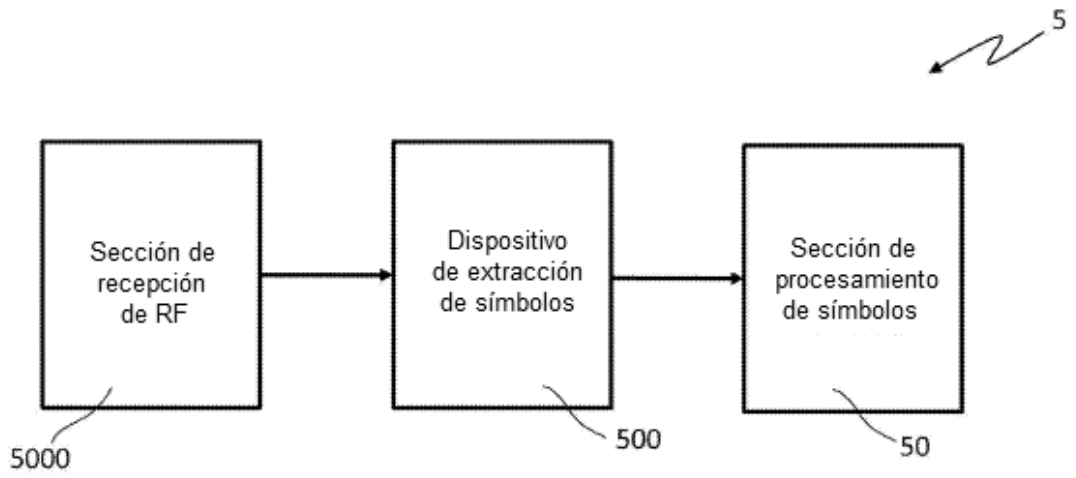 5
Sección de
recepción
de RF
Dispositivo
de extracción
de símbolos
Sección de
procesamiento
de símbolos
5000
500
50